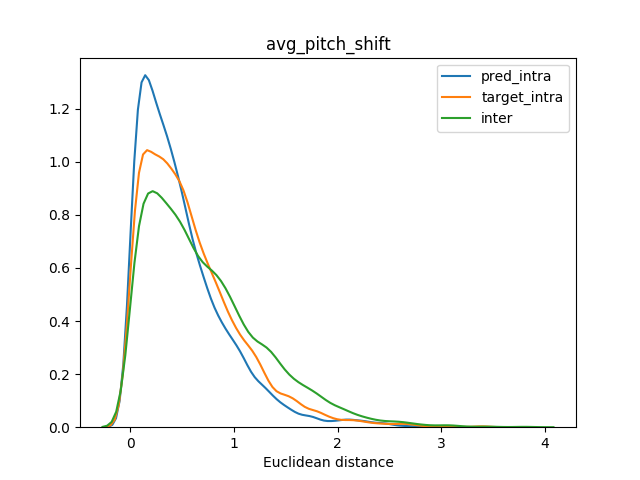 avg_pitch_shift
pred_intra
target_intra
inter
1.2
1.0
0.8
0.6
0.4
0.2
0.0
0 1 2 3 4
Euclidean distance